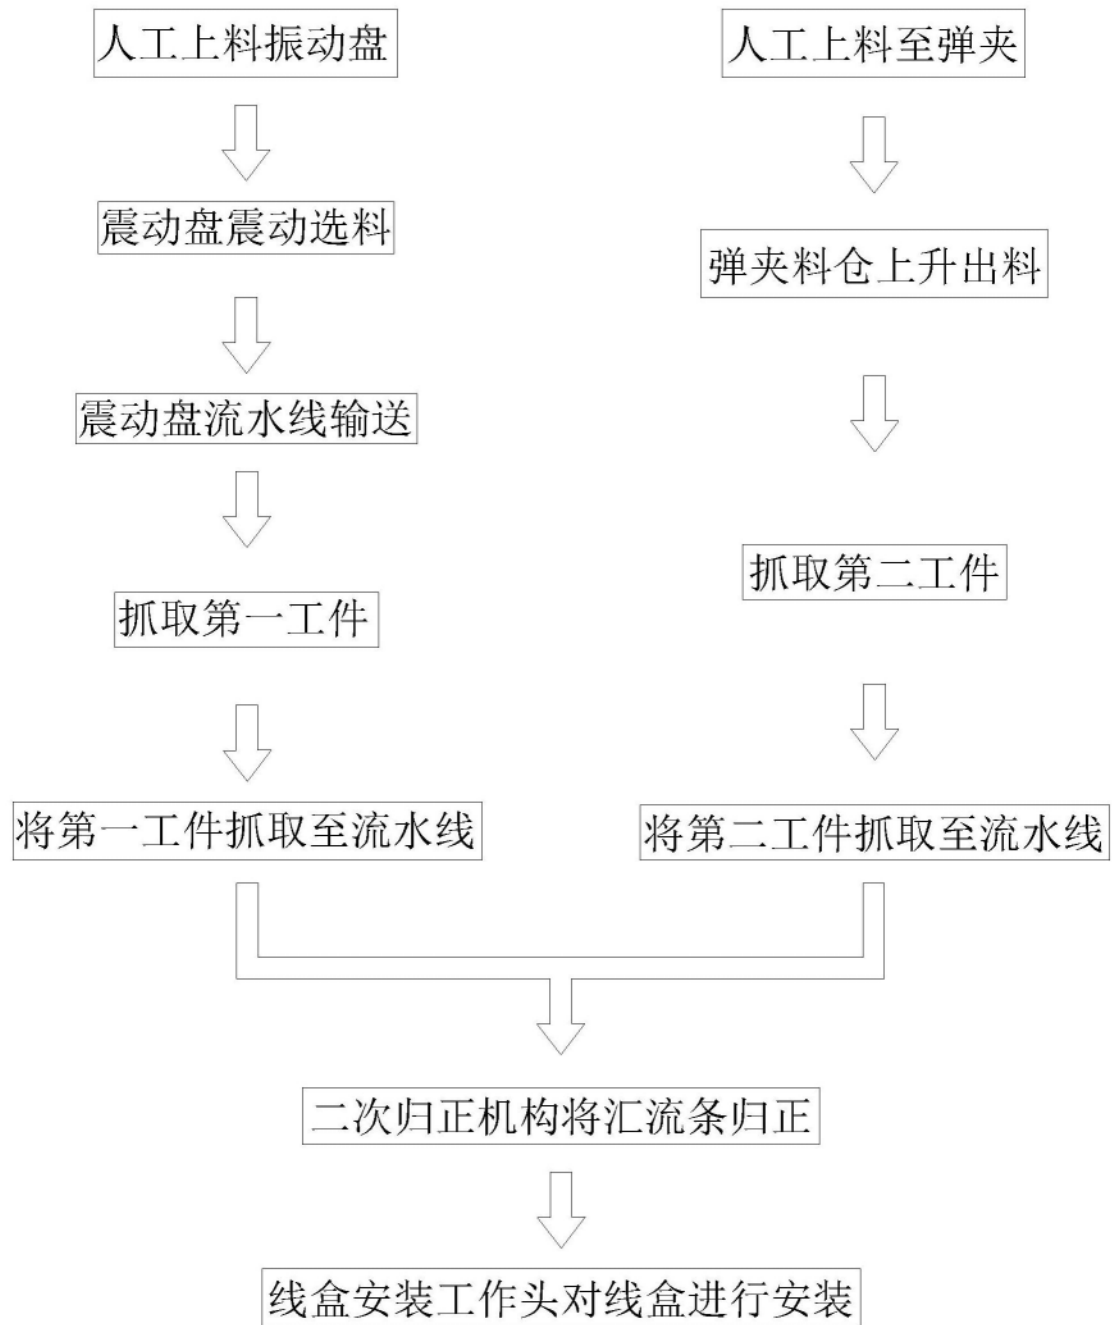 人工上料振动盘
人工上料至弹夹
震动盘震动选料
弹夹料仓上升出料
震动盘流水线输送
抓取第二工件
抓取第一工件
将第一工件抓取至流水线
将第二工件抓取至流水线
二次归正机构将汇流条归正
线盒安装工作头对线盒进行安装